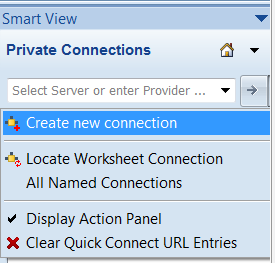 Smart View
Private Connections
Select Server or enter Provider ...
Create new connection
Locate Worksheet Connection
All Named Connections
Display Action Panel
Clear Quick Connect URL Entries